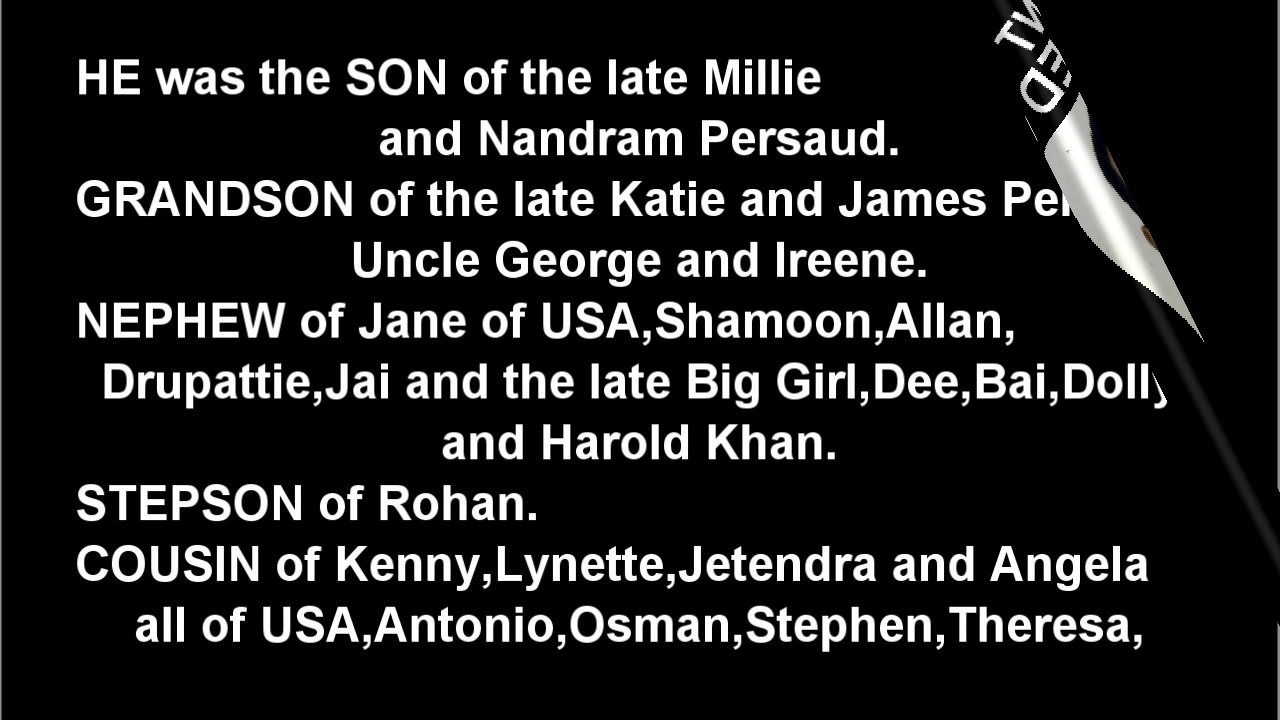 HE was the SON of the late Millie
and Nandram Persaud.
GRANDSON of the late Katie and James
Uncle George and Ireene.
NEPHEW of Jane of USA,Shamoon,Allan,
Drupattie,Jai and the late Big Girl,Dee,Bai,Dolly
and Harold Khan.
STEPSON of Rohan.
COUSIN of Kenny,Lynette,Jetendra and Angela
all of USA,Antonio,Osman,Stephen,Theresa,